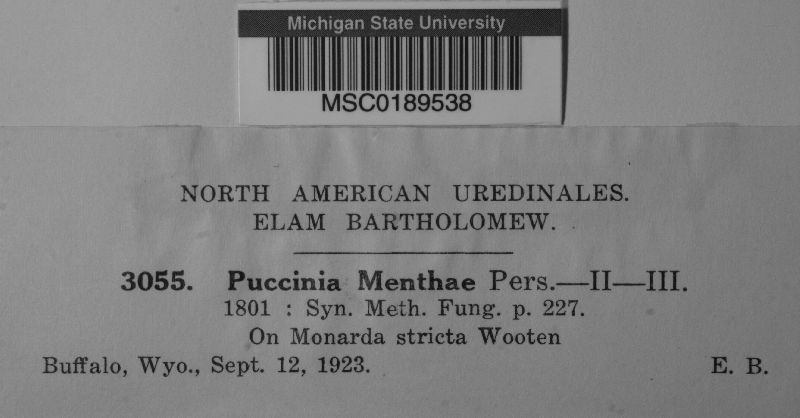 Michigan State University
MSC0189538
NORTH AMERICAN UREDINALES.
ELAM BARTHOLOMEW.
3055. Puccinia Menthae Pers.—II—III.
1801 : Syn. Meth. Fung. p. 227.
On Monarda stricta Wooten
Buffalo, Wyo., Sept. 12, 1923. E. B.